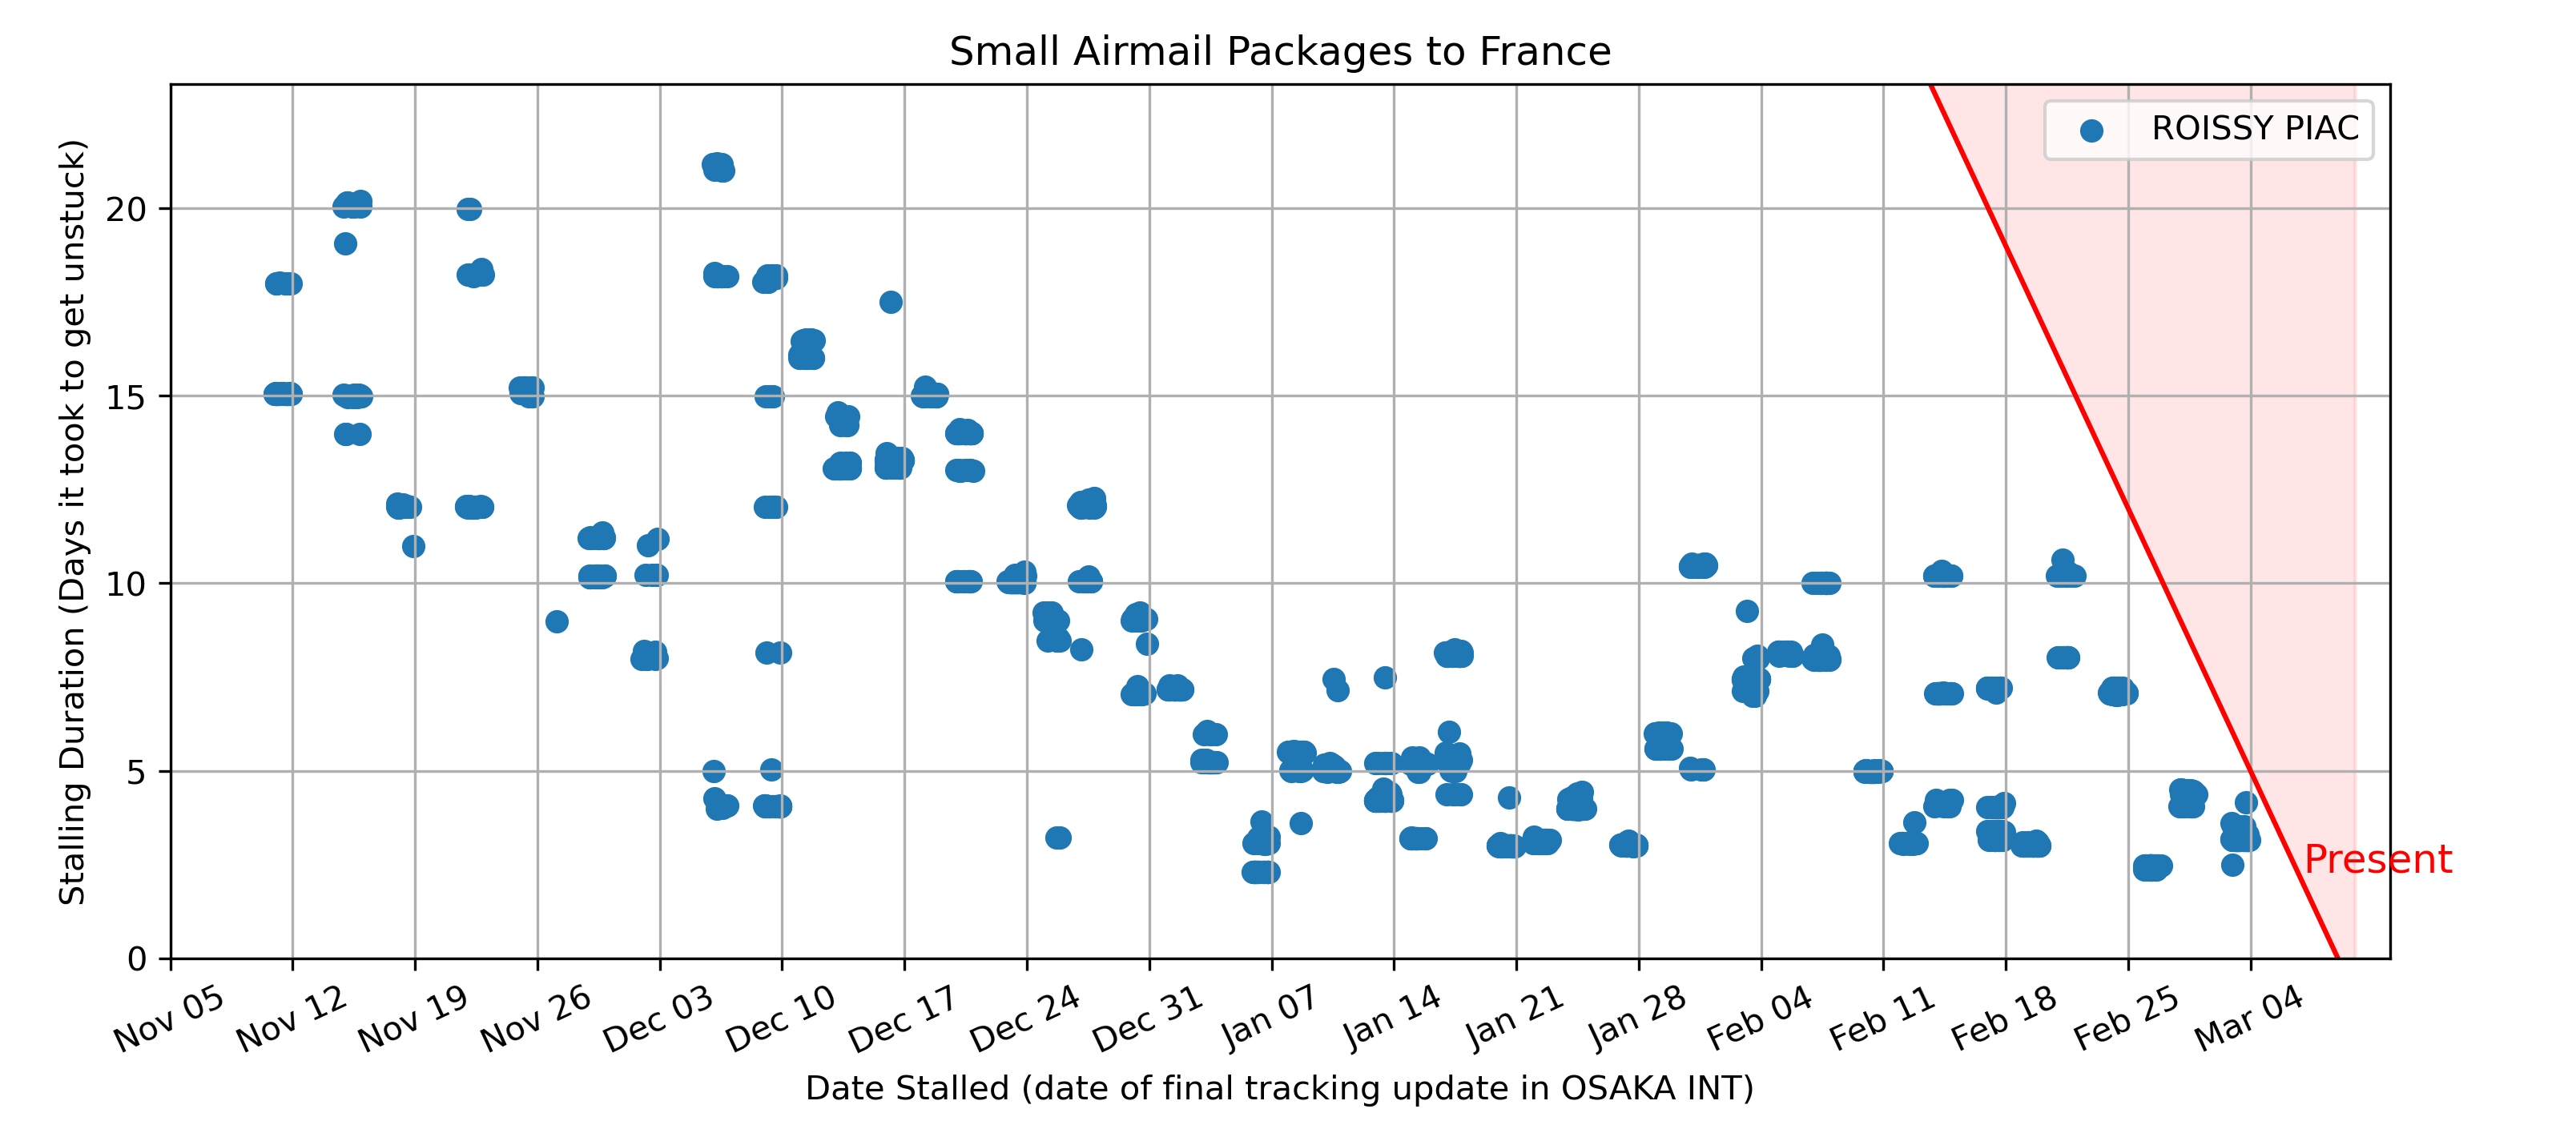 Small Airmail Packages to France
ROISSY PIAC
Stalling Duration (Days it took to get unstuck)
20
15
10
5
0
Present
Nov 05
Nov 12
Nov 19
Nov 26
Dec 03
Dec 10
Dec 17
Dec 24
Dec 31
Jan 07
Jan 14
Jan 21
Jan 28
Feb 04
Feb 11
Feb 18
Feb 25
Mar 04
Date Stalled (date of final tracking update in OSAKA INT)